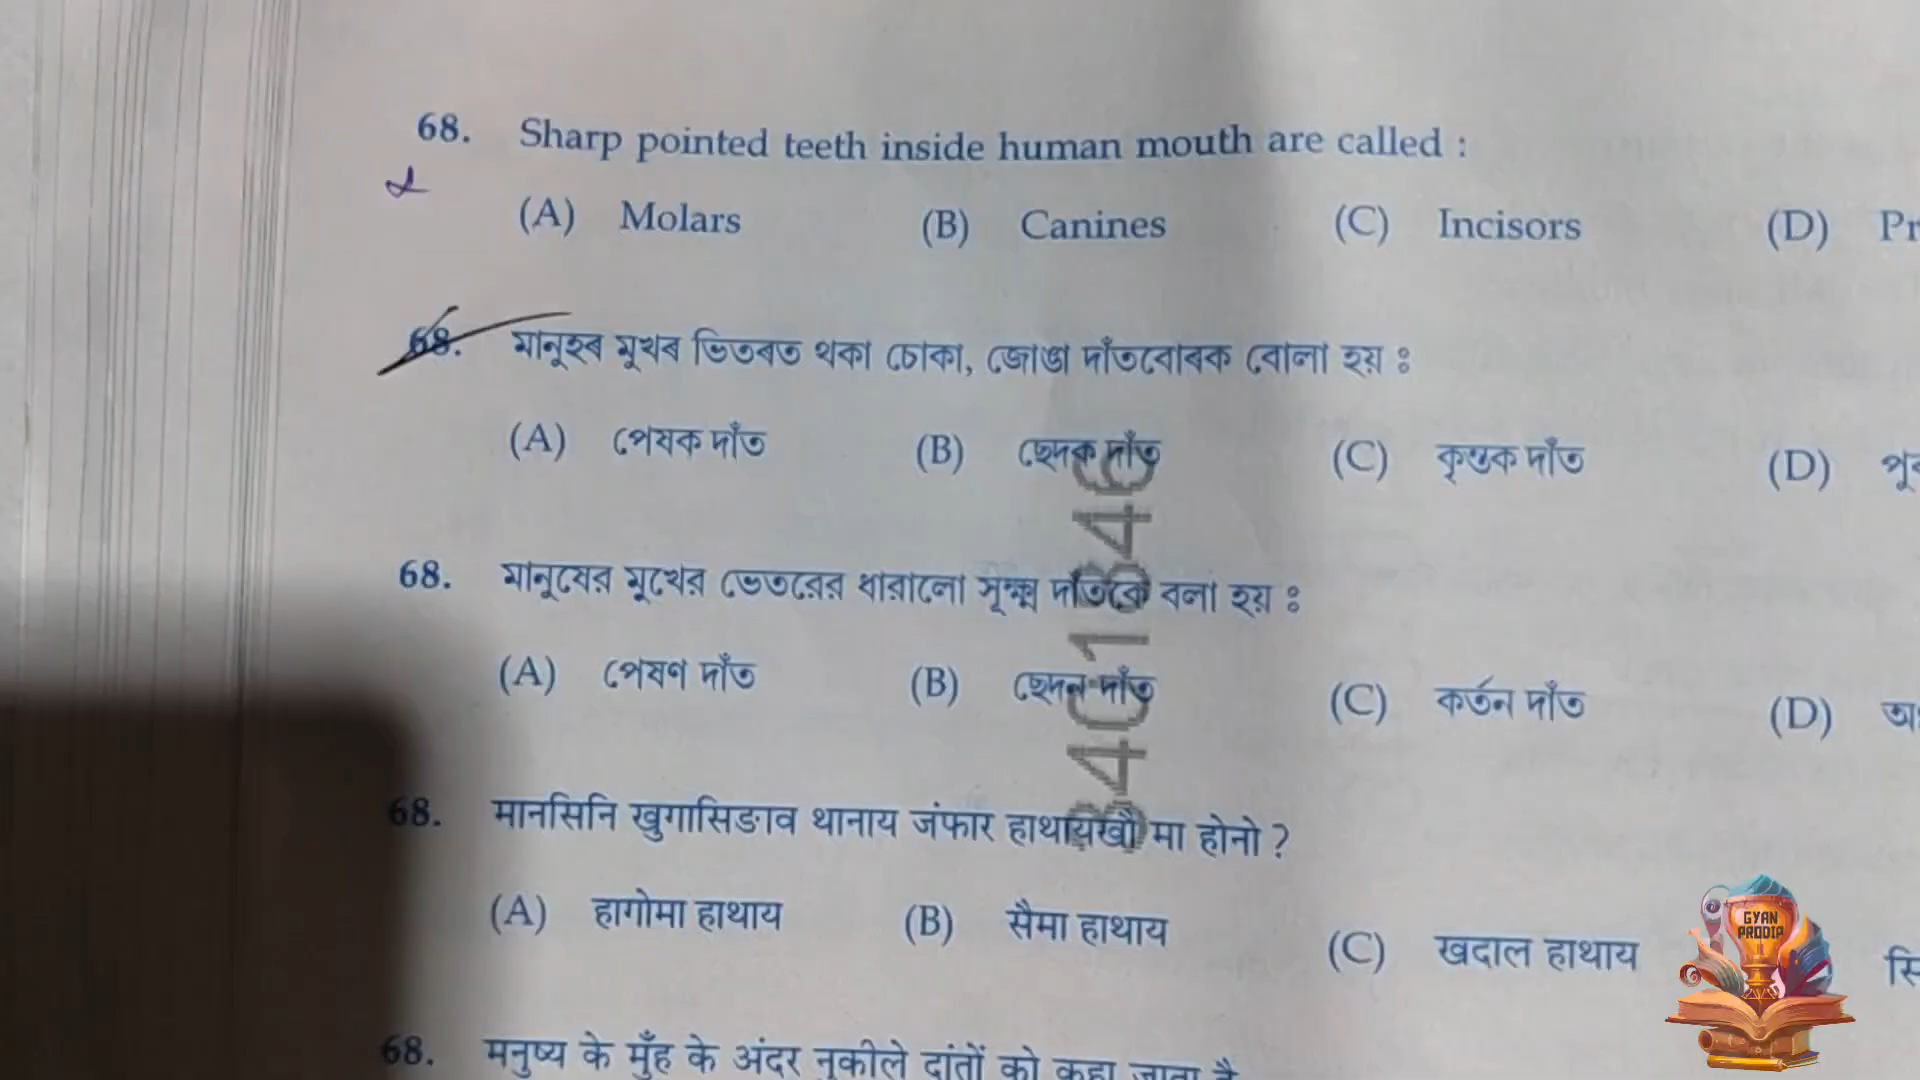 68. Sharp pointed teeth inside human mouth are called :
(A) Molars (B) Canines (C) Incisors (D)
68. মানুহৰ মুখৰ ভিতৰত থকা চোকা, জোঙা দাঁতবোৰক বোলা হয় ঃ
(A) পেষক দাঁত (B) ছেদক দাঁত (C) কৃন্তক দাঁত (D)
68. মানুষের মুখের ভেতরের ধারালো সূক্ষ্ম দাঁতকে বলা হয় ঃ
(A) পেষণ দাঁত (B) ছেদন দাঁত (C) কর্তন দাঁত (D)
68. मानसिनि खुगासिङाव थानाय जंफार हाथायखौ मा होनो ?
(A) हागोमा हाथाय (B) सैमा हाथाय (C) खदाल हाथाय
68. मनुष्य के मुँह के अंदर नुकीले दांतों को कहा जाता है
3401846
GYAN
PRODIP